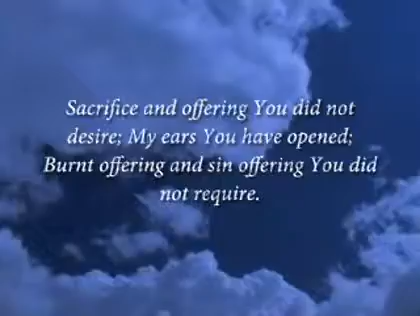 Sacrifice and offering You did not
desire; My ears You have opened;
Burnt offering and sin offering You did
not require.